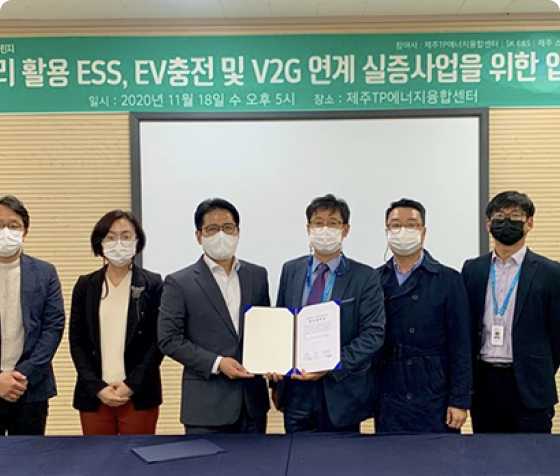 린지
참여사 : 제주TP에너지융합센터 | SK E&S | 제주 스
리 활용 ESS, EV충전 및 V2G 연계 실증사업을 위한 업
일시 : 2020년 11월 18일 수 오후 5시 장소 : 제주TP에너지융합센터